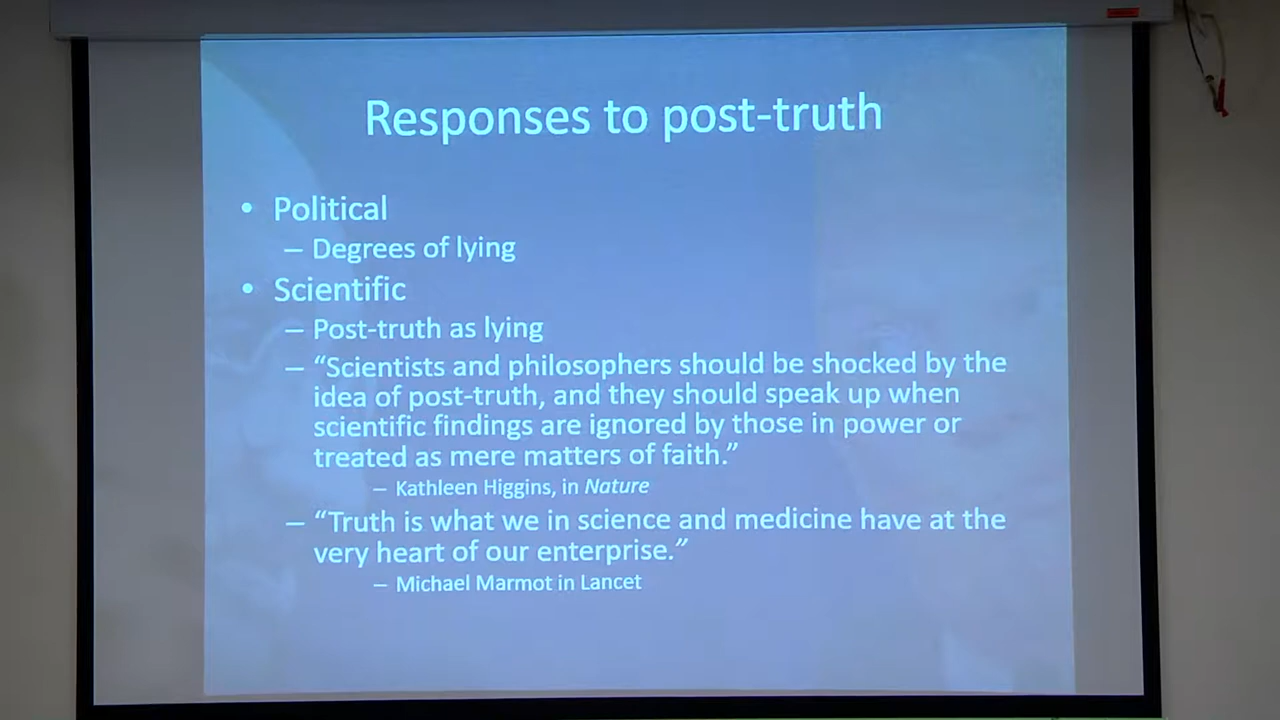 Responses to post-truth
• Political
– Degrees of lying
• Scientific
– Post-truth as lying
– “Scientists and philosophers should be shocked by the
idea of post-truth, and they should speak up when
scientific findings are ignored by those in power or
treated as mere matters of faith.”
– Kathleen Higgins, in Nature
– “Truth is what we in science and medicine have at the
very heart of our enterprise.”
– Michael Marmot in Lancet